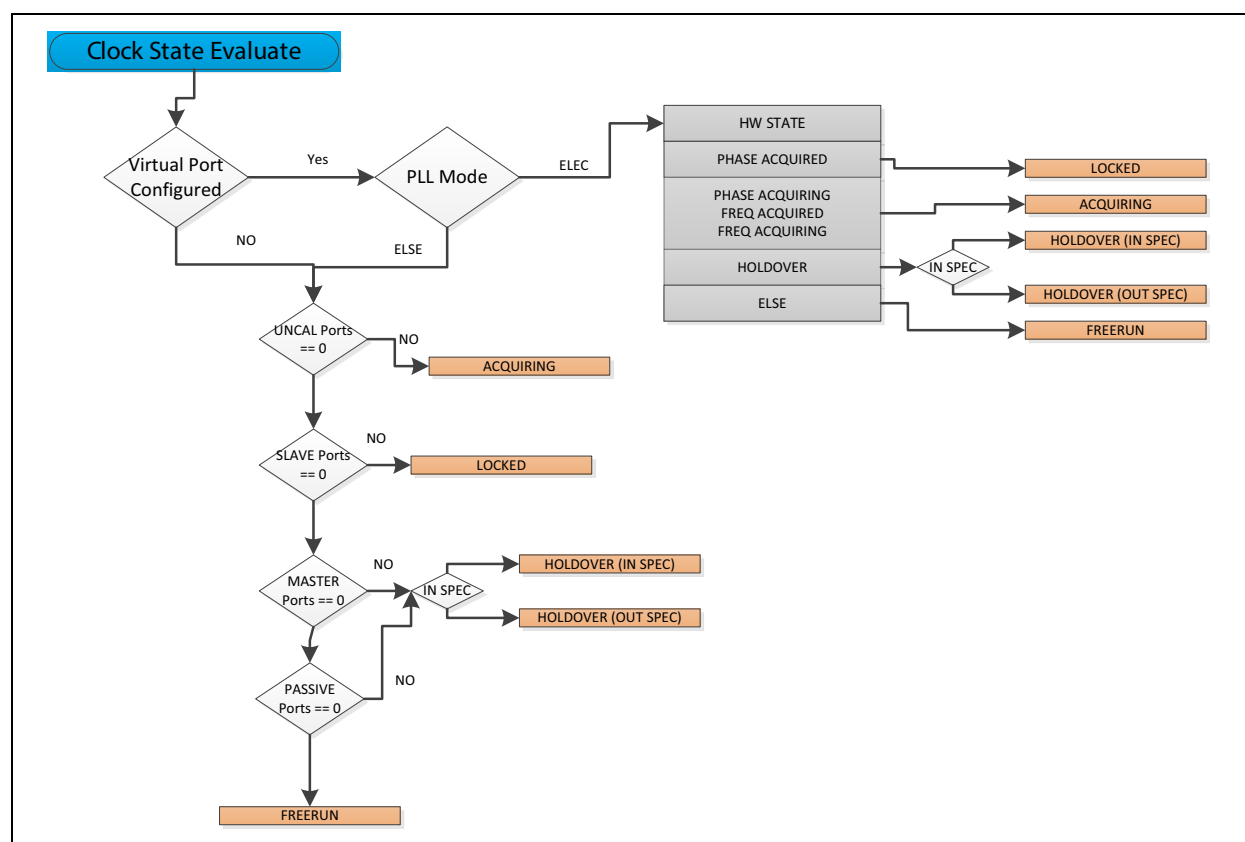 Clock State Evaluate
Virtual Port
Configured
Yes
PLL Mode
ELEC
NO
ELSE
HW STATE
PHASE ACQUIRED
PHASE ACQUIRING
FREQ ACQUIRED
FREQ ACQUIRING
HOLDOVER
ELSE
LOCKED
ACQUIRING
HOLDOVER (IN SPEC)
IN SPEC
HOLDOVER (OUT SPEC)
FREERUN
UNCAL Ports
== 0
NO
ACQUIRING
SLAVE Ports
== 0
NO
LOCKED
MASTER
Ports == 0
NO
IN SPEC
HOLDOVER (IN SPEC)
HOLDOVER (OUT SPEC)
PASSIVE
Ports == 0
NO
FREERUN